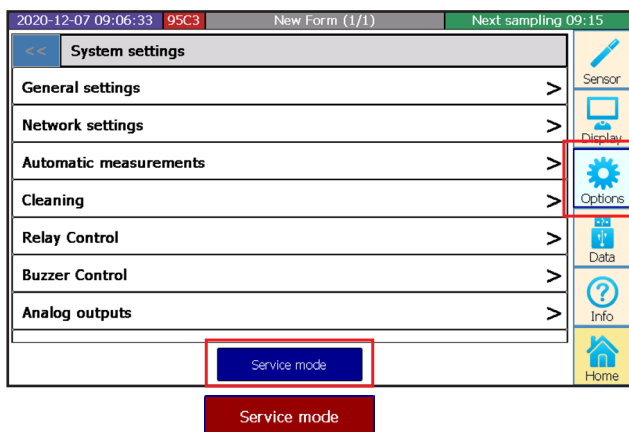 2020-12-07 09:06:33 95C3 New Form (1/1) Next sampling 09:15
<< System settings
General settings >
Network settings >
Automatic measurements >
Cleaning >
Relay Control >
Buzzer Control >
Analog outputs >
Service mode
Service mode
Sensor
Display
Options
Data
? Info
Home